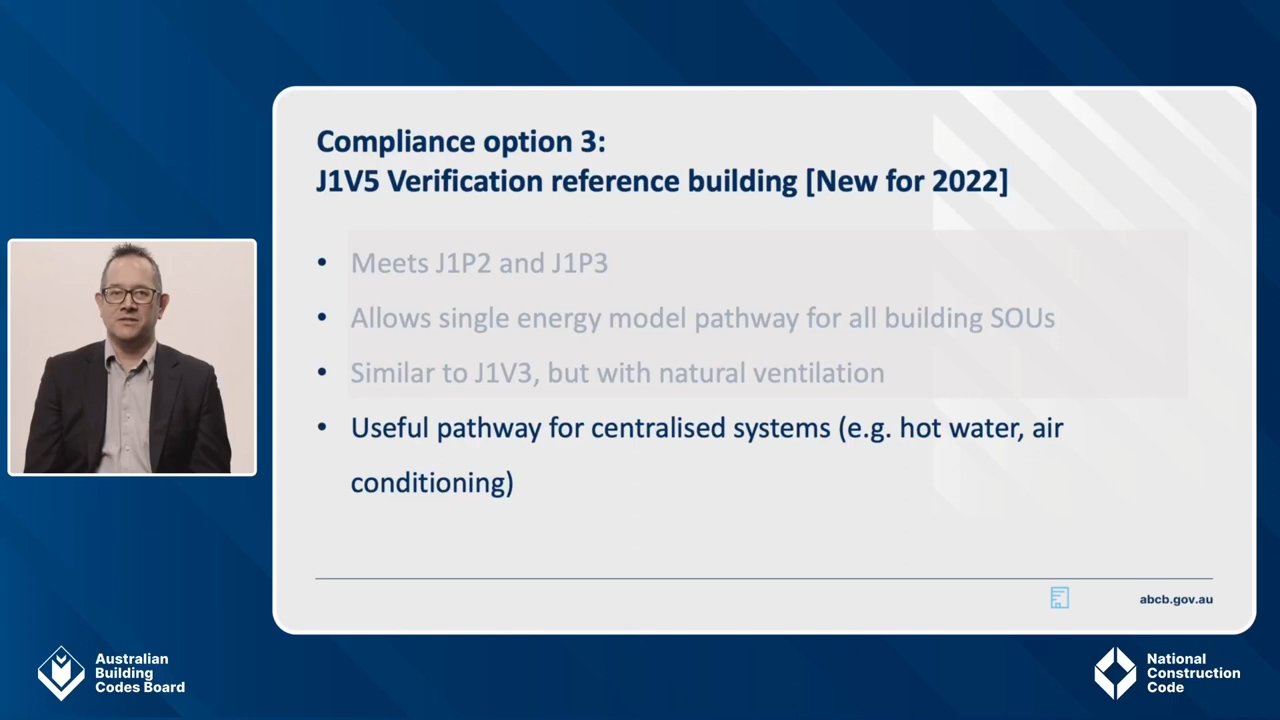 Compliance option 3:
J1V5 Verification reference building [New for 2022]
• Meets J1P2 and J1P3
• Allows single energy model pathway for all building SOUs
• Similar to J1V3, but with natural ventilation
• Useful pathway for centralised systems (e.g. hot water, air
conditioning)
abcb.gov.au
Australian
Building
Codes Board
National
Construction
Code